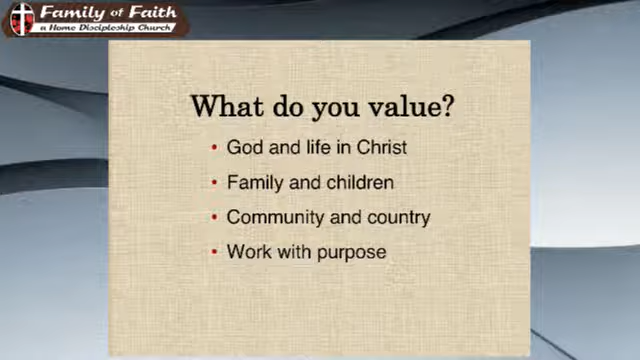 Family of Faith
a Home Discipleship Church
What do you value?
• God and life in Christ
• Family and children
• Community and country
• Work with purpose